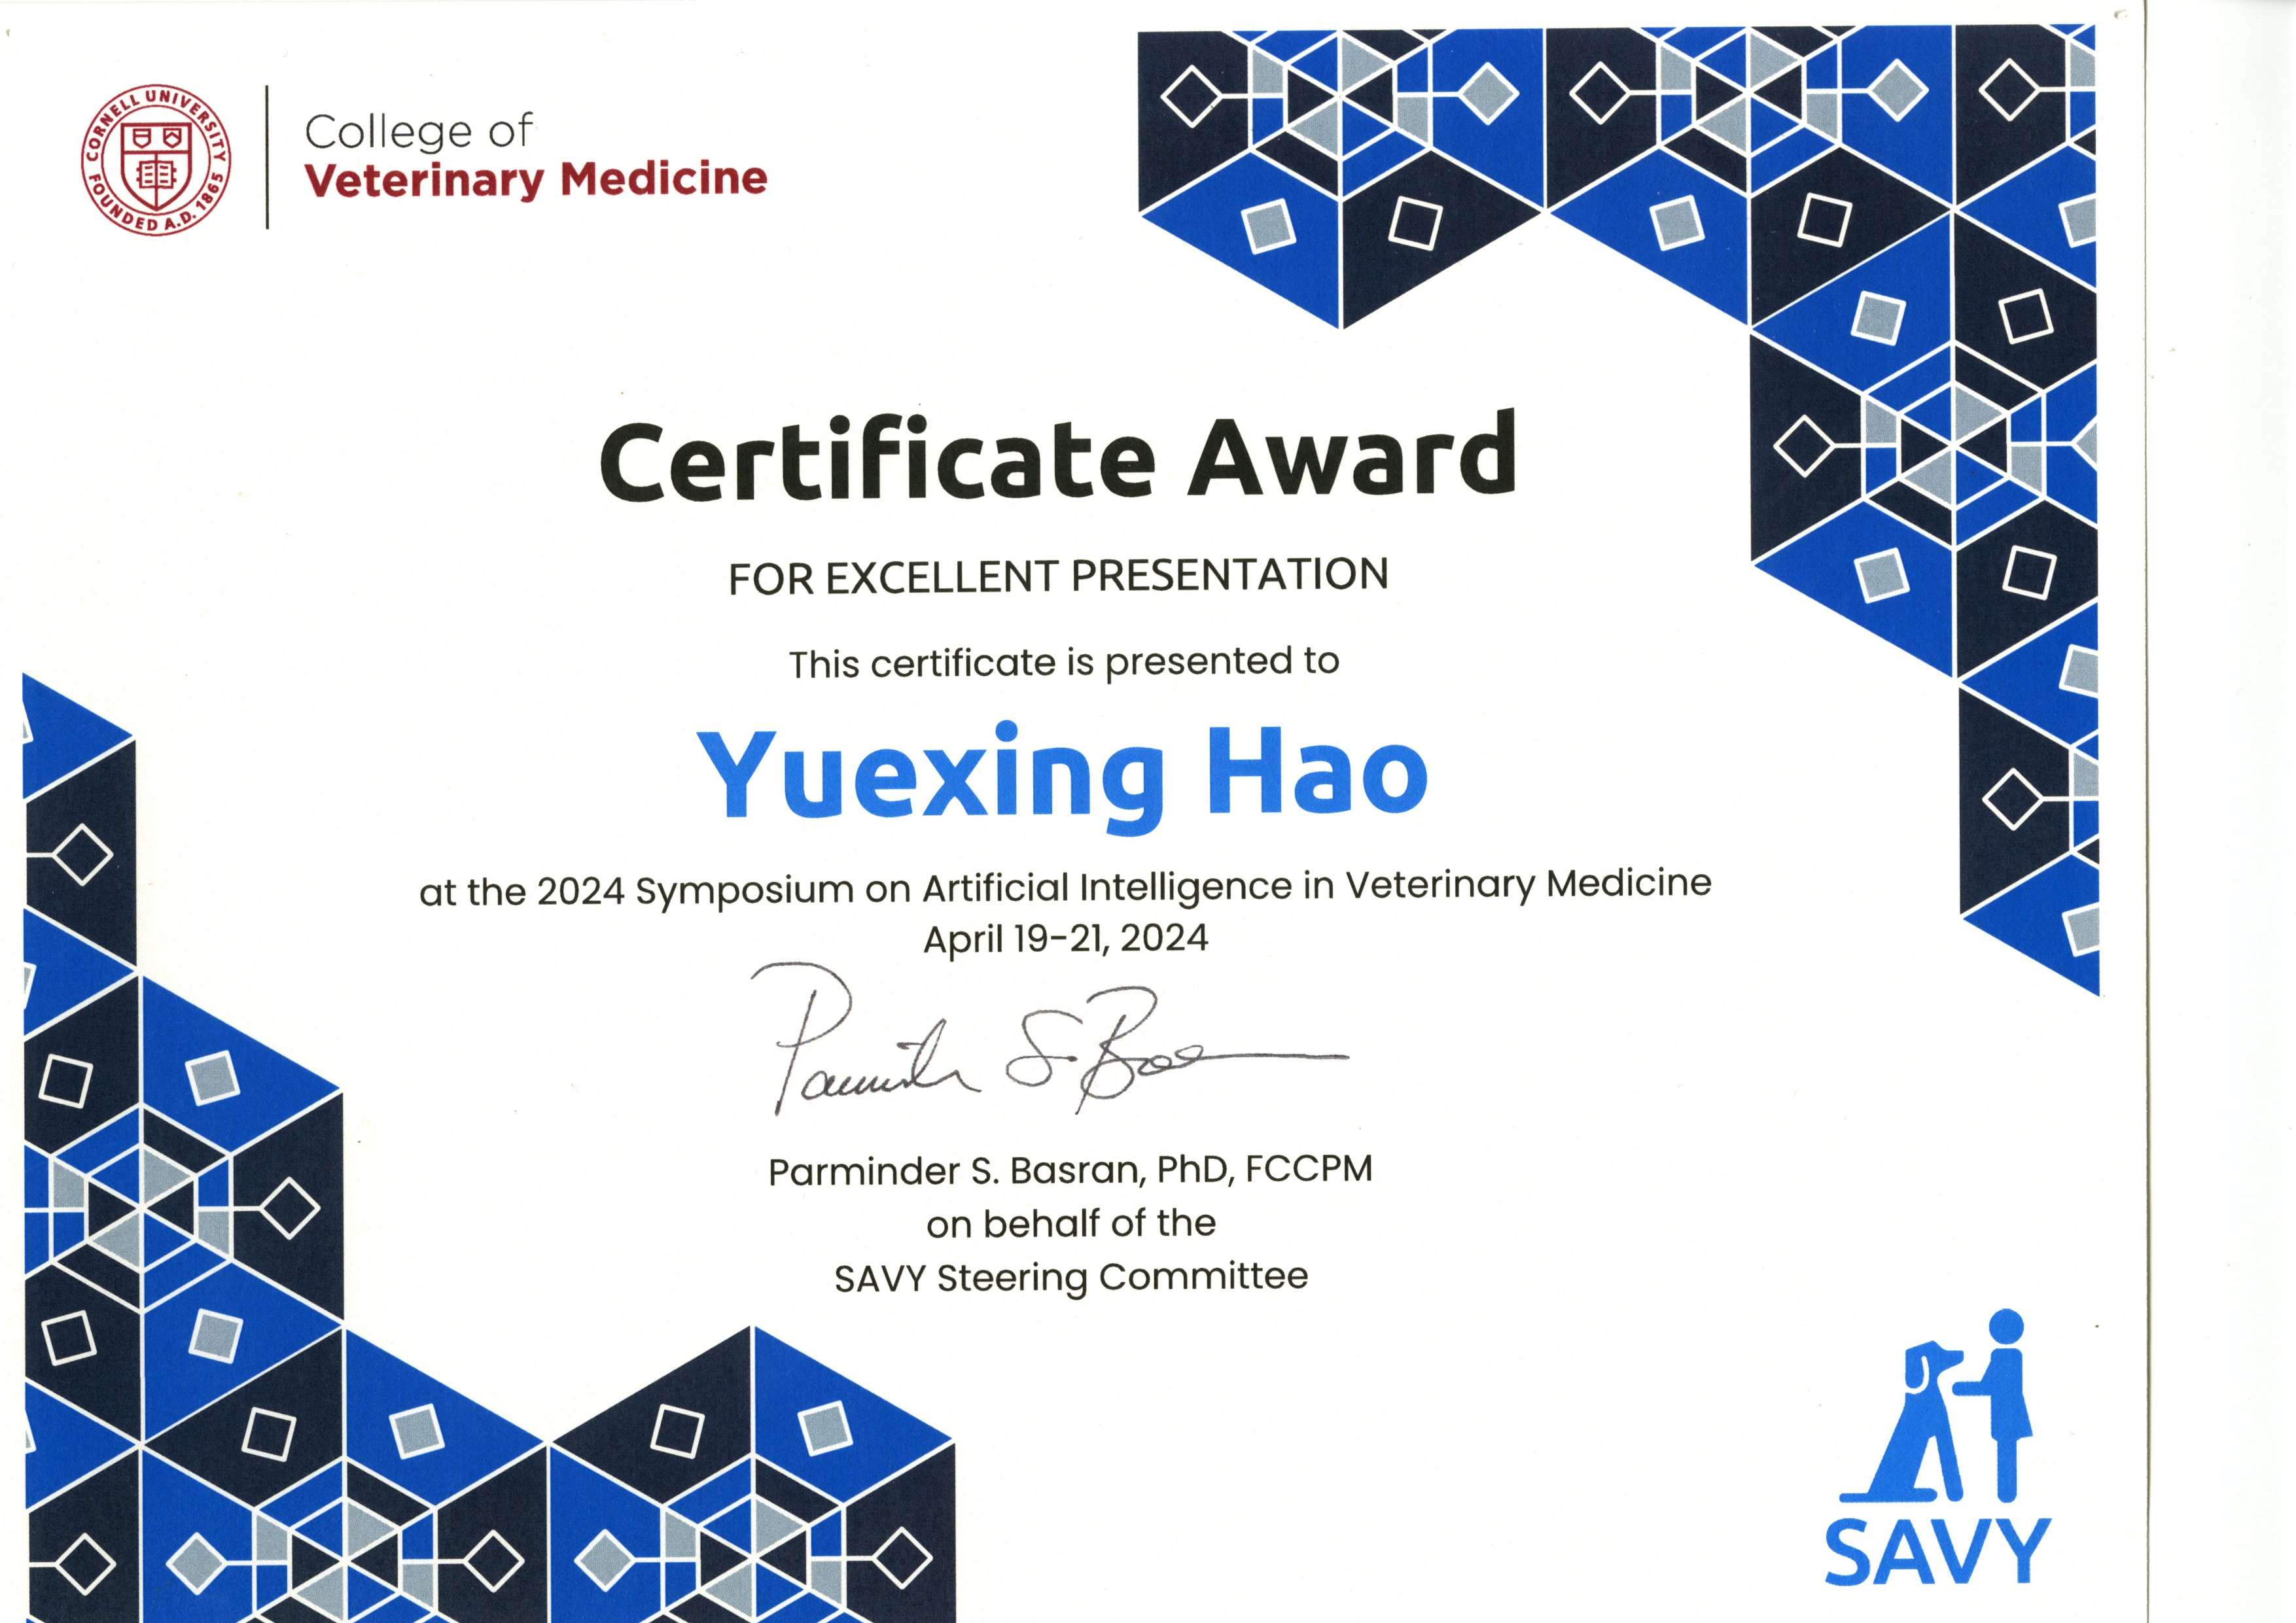 CORNELL UNIVERSITY
FOUNDED A.D. 1865
College of
Veterinary Medicine
Certificate Award
FOR EXCELLENT PRESENTATION
This certificate is presented to
Yuexing Hao
at the 2024 Symposium on Artificial Intelligence in Veterinary Medicine
April 19-21, 2024
Parminder S. Basran, PhD, FCCPM
on behalf of the
SAVY Steering Committee
SAVY